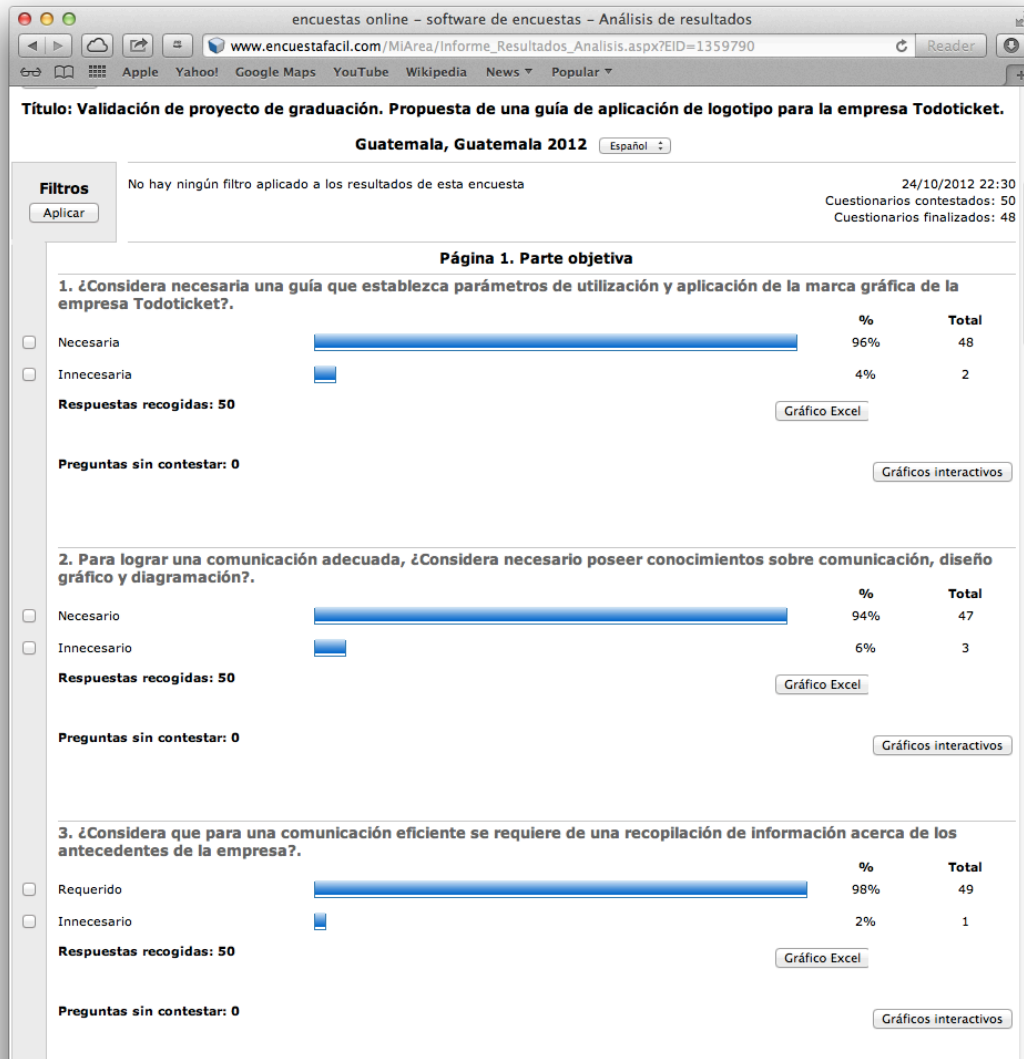 encuestas online – software de encuestas – Análisis de resultados
www.encuestafacil.com/MiArea/Informe_Resultados_Analisis.aspx?EID=1359790
Reader
Apple Yahoo! Google Maps YouTube Wikipedia News Popular
Título: Validación de proyecto de graduación. Propuesta de una guía de aplicación de logotipo para la empresa Todoticket.
Guatemala, Guatemala 2012 Español
Filtros
Aplicar
No hay ningún filtro aplicado a los resultados de esta encuesta
24/10/2012 22:30
Cuestionarios contestados: 50
Cuestionarios finalizados: 48
Página 1. Parte objetiva
1. ¿Considera necesaria una guía que establezca parámetros de utilización y aplicación de la marca gráfica de la
empresa Todoticket?.
% Total
Necesaria 96% 48
Innecesaria 4% 2
Respuestas recogidas: 50
Gráfico Excel
Preguntas sin contestar: 0
Gráficos interactivos
2. Para lograr una comunicación adecuada, ¿Considera necesario poseer conocimientos sobre comunicación, diseño
gráfico y diagramación?.
% Total
Necesario 94% 47
Innecesario 6% 3
Respuestas recogidas: 50
Gráfico Excel
Preguntas sin contestar: 0
Gráficos interactivos
3. ¿Considera que para una comunicación eficiente se requiere de una recopilación de información acerca de los
antecedentes de la empresa?.
% Total
Requerido 98% 49
Innecesario 2% 1
Respuestas recogidas: 50
Gráfico Excel
Preguntas sin contestar: 0
Gráficos interactivos